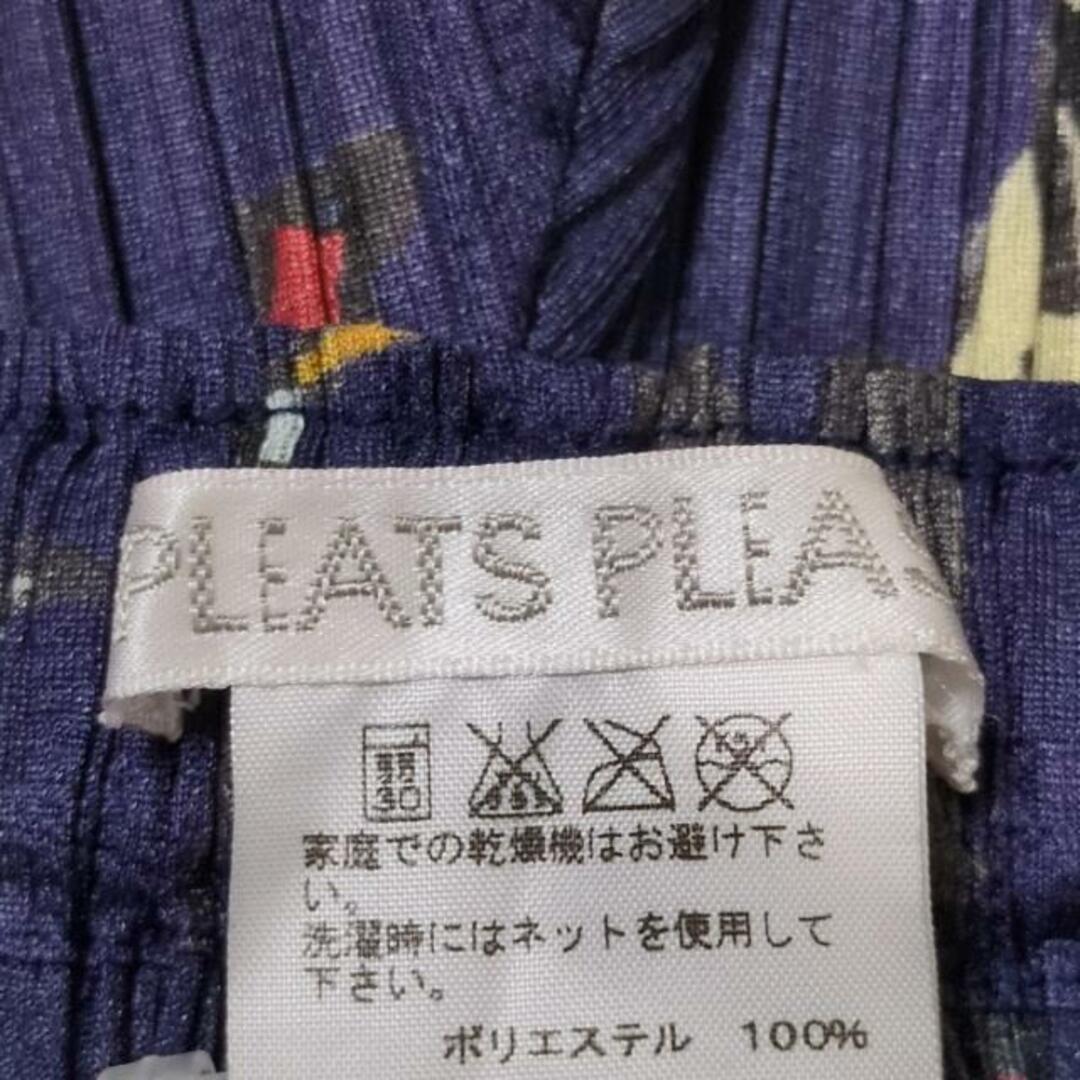 PLEATS PLEAS
弱
30
家庭での乾燥機はお避け下さ
い。
洗濯時にはネットを使用して
下さい。
ポリエステル 100%